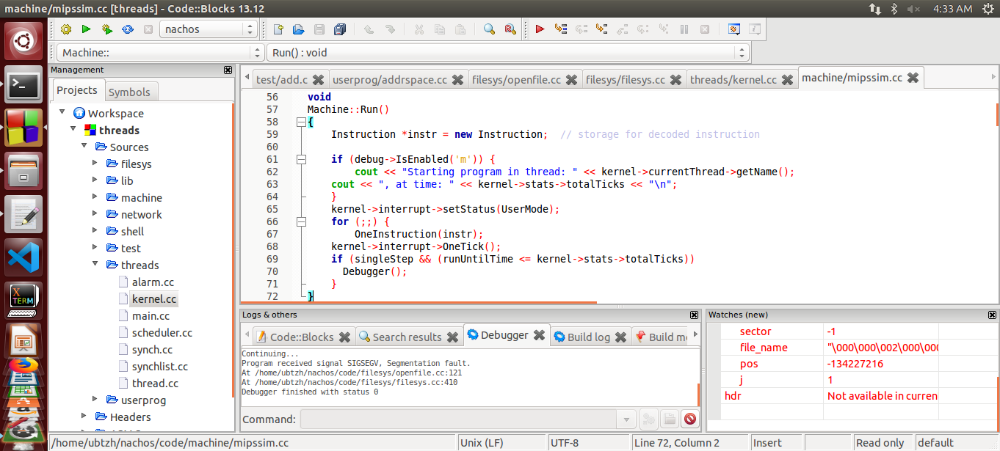 machine/mipssim.cc [threads] - Code::Blocks 13.12
4:33 AM
nachos
Machine::
Run() : void
Management
Projects
Symbols
Workspace
threads
Sources
filesys
lib
machine
network
shell
test
threads
alarm.cc
kernel.cc
main.cc
scheduler.cc
synch.cc
synchlist.cc
thread.cc
userprog
Headers
test/add.c
userprog/addrspace.cc
filesys/openfile.cc
filesys/filesys.cc
threads/kernel.cc
machine/mipssim.cc
56 void
57 Machine::Run()
58 {
59 Instruction *instr = new Instruction; // storage for decoded instruction
60
61 if (debug->IsEnabled('m')) {
62 cout << "Starting program in thread: " << kernel->currentThread->getName();
63 cout << ", at time: " << kernel->stats->totalTicks << "\n";
64 }
65 kernel->interrupt->setStatus(UserMode);
66 for (;;) {
67 OneInstruction(instr);
68 kernel->interrupt->OneTick();
69 if (singleStep && (runUntilTime <= kernel->stats->totalTicks))
70 Debugger();
71 }
72 }
Logs & others
Code::Blocks
Search results
Debugger
Build log
Build me
Continuing...
Program received signal SIGSEGV, Segmentation fault.
At /home/ubtzh/nachos/code/filesys/openfile.cc:121
At /home/ubtzh/nachos/code/filesys/filesys.cc:410
Debugger finished with status 0
Command:
Watches (new)
sector -1
file_name "\000\000\002\000\000
pos -134227216
j 1
hdr Not available in curren
X
TERM
/home/ubtzh/nachos/code/machine/mipssim.cc
Unix (LF)
UTF-8
Line 72, Column 2
Insert
Read only
default